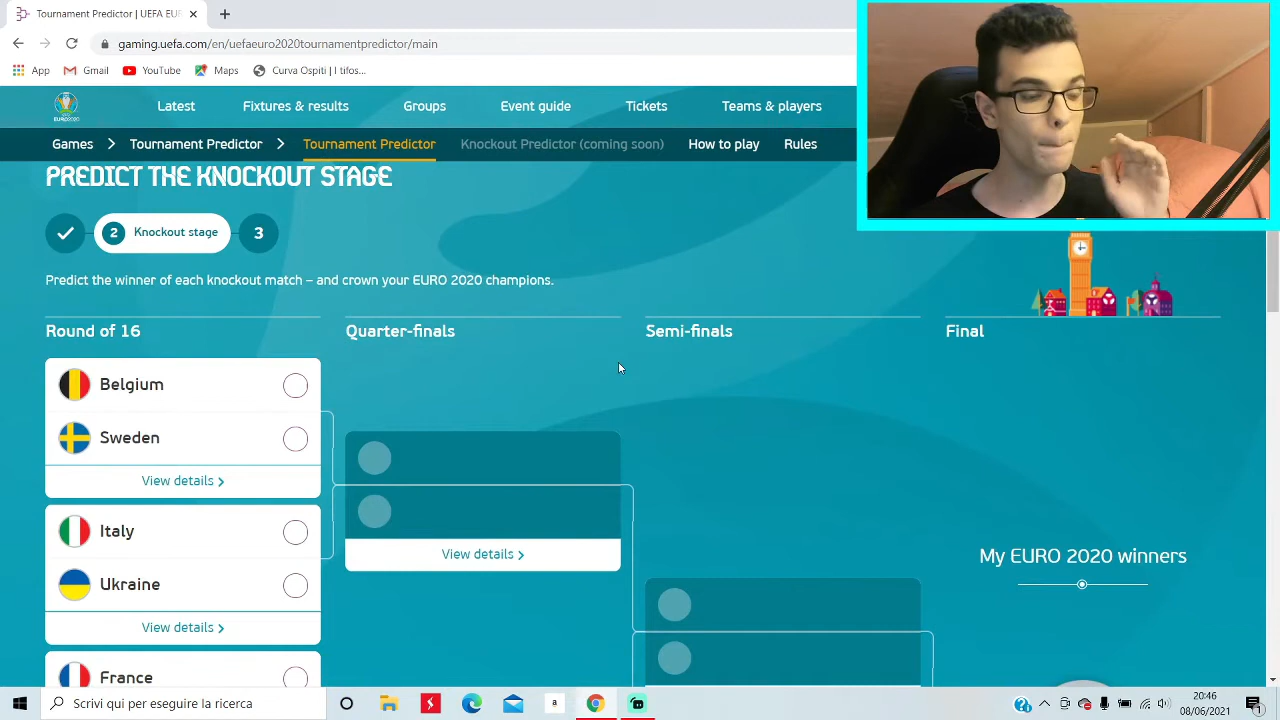 Tournament Predictor | UEFA EUR
gaming.uefa.com/en/uefaeuro2020tournamentpredictor/main
App Gmail YouTube Maps Curva Ospiti | I tifos...
EURO2020
Latest Fixtures & results Groups Event guide Tickets Teams & players
Games Tournament Predictor Tournament Predictor Knockout Predictor (coming soon) How to play Rules
PREDICT THE KNOCKOUT STAGE
2 Knockout stage 3
Predict the winner of each knockout match – and crown your EURO 2020 champions.
Round of 16 Quarter-finals Semi-finals Final
Belgium
Sweden
View details
View details
Italy
Ukraine
View details
My EURO 2020 winners
France
Scrivi qui per eseguire la ricerca
a
20:46
08/06/2021
1